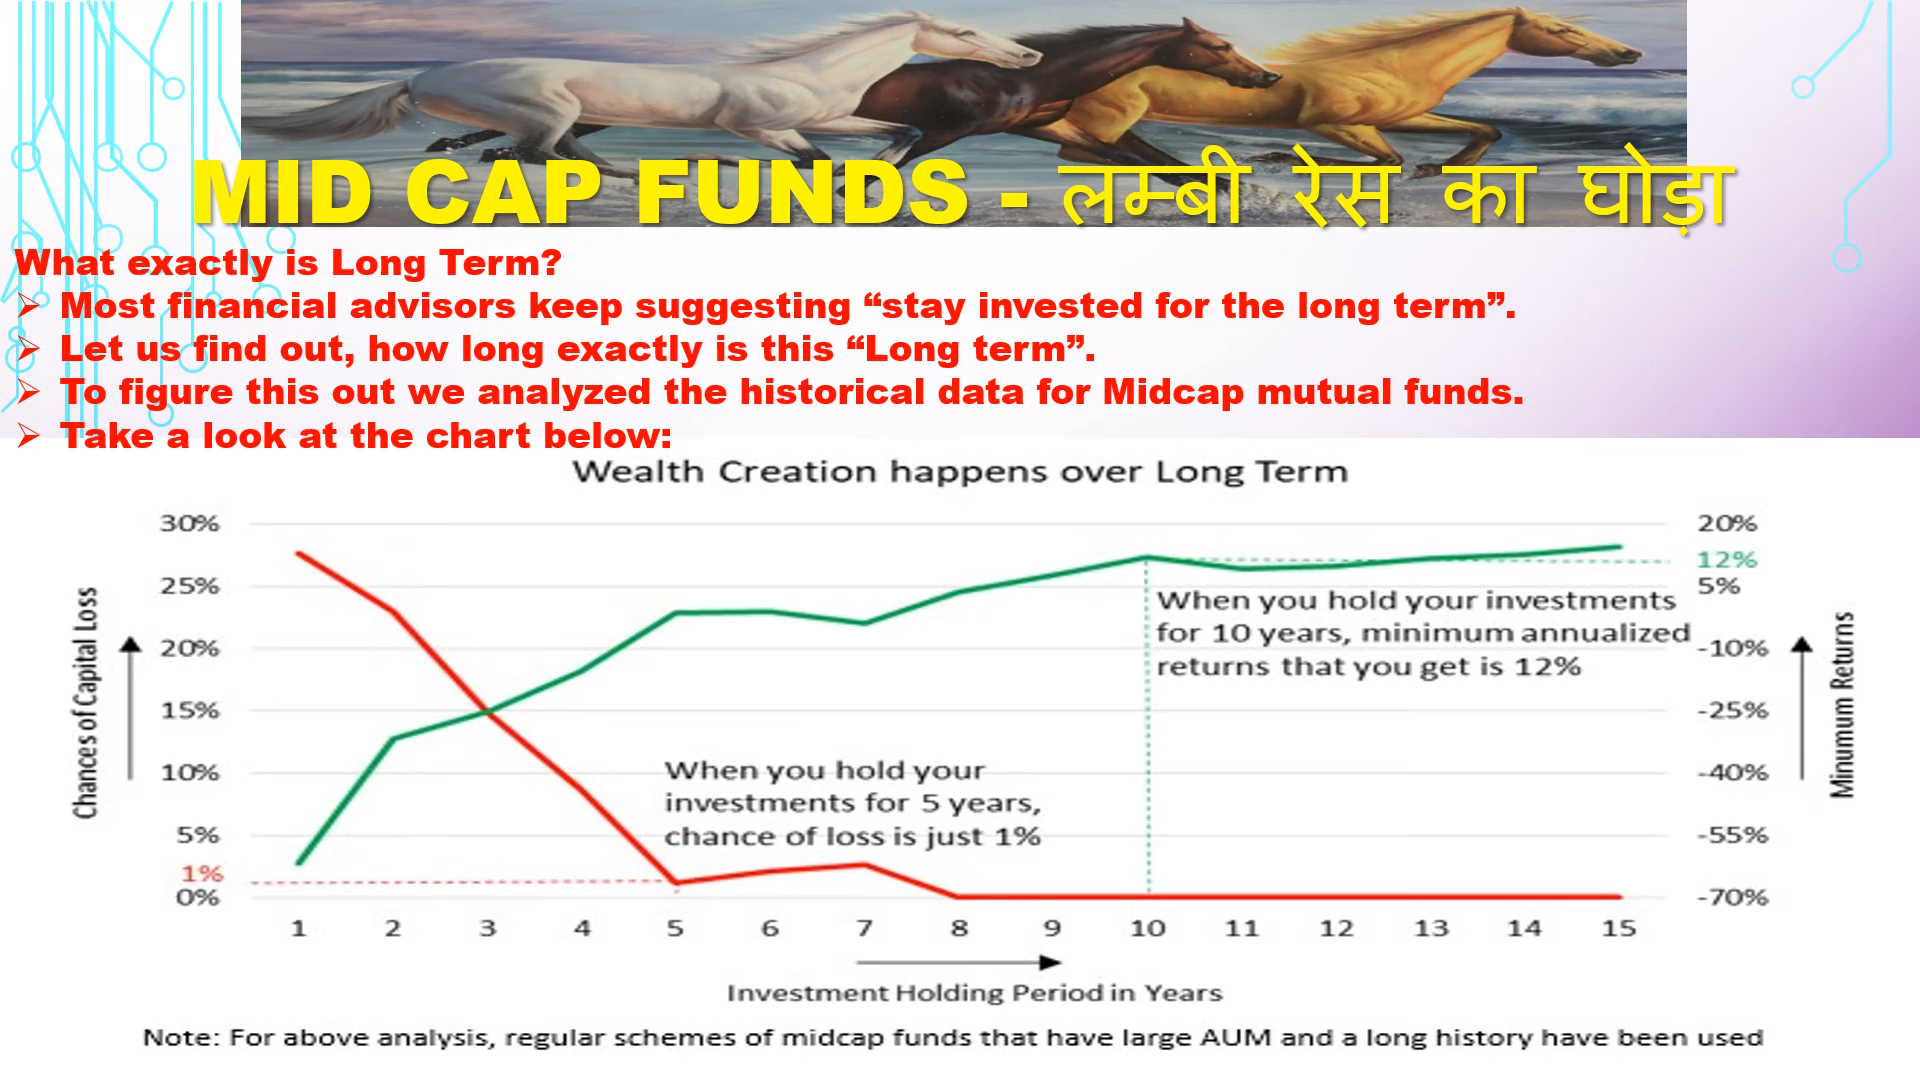 MID CAP FUNDS - लम्बी रेस का घोड़ा
What exactly is Long Term?
➢ Most financial advisors keep suggesting “stay invested for the long term”.
➢ Let us find out, how long exactly is this “Long term”.
➢ To figure this out we analyzed the historical data for Midcap mutual funds.
➢ Take a look at the chart below:
Wealth Creation happens over Long Term
Chances of Capital Loss
30%
25%
20%
15%
10%
5%
1%
0%
20%
12%
5%
-10%
-25%
-40%
-55%
-70%
Minumum Returns
When you hold your investments
for 10 years, minimum annualized
returns that you get is 12%
When you hold your
investments for 5 years,
chance of loss is just 1%
1 2 3 4 5 6 7 8 9 10 11 12 13 14 15
Investment Holding Period in Years
Note: For above analysis, regular schemes of midcap funds that have large AUM and a long history have been used